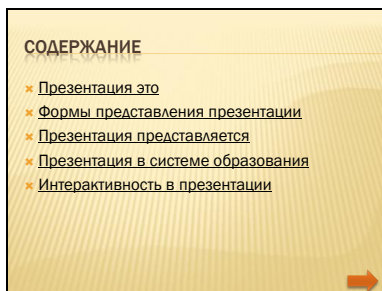 СОДЕРЖАНИЕ
Презентация это
Формы представления презентации
Презентация представляется
Презентация в системе образования
Интерактивность в презентации